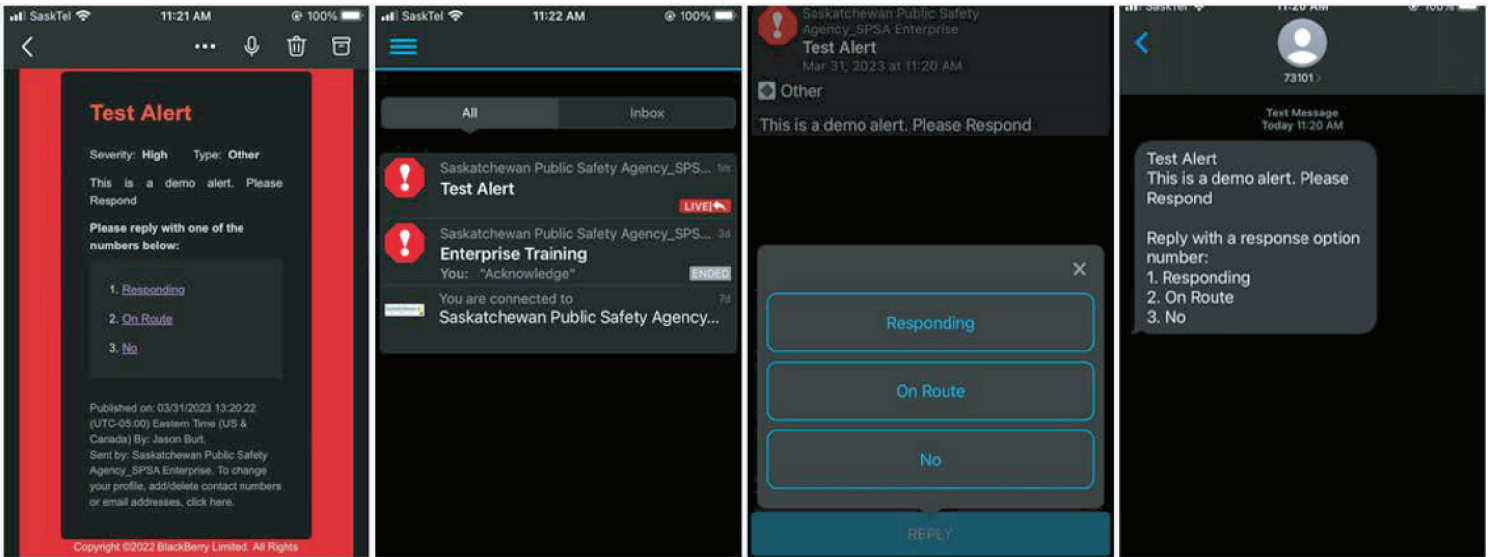 SaskTel 11:21 AM 100%
Test Alert
Severity: High Type: Other
This is a demo alert. Please
Respond
Please reply with one of the
numbers below:
1. Responding
2. On Route
3. No
Published on: 03/31/2023 13:20:22
(UTC-05:00) Eastern Time (US &
Canada) By: Jason Burt.
Sent by: Saskatchewan Public Safety
Agency_SPSA Enterprise. To change
your profile, add/delete contact numbers
or email addresses, click here.
Copyright ©2022 BlackBerry Limited. All Rights
SaskTel 11:22 AM 100%
All Inbox
Saskatchewan Public Safety Agency_SPS... 1m
Test Alert
LIVE
Saskatchewan Public Safety Agency_SPS... 3d
Enterprise Training
You: "Acknowledge" ENDED
You are connected to 7d
Saskatchewan Public Safety Agency...
Saskatchewan Public Safety
Agency_SPSA Enterprise
Test Alert
Mar 31, 2023 at 11:20 AM
Other
This is a demo alert. Please Respond
Responding
On Route
No
REPLY
SaskTel 11:20 AM 100%
73101
Text Message
Today 11:20 AM
Test Alert
This is a demo alert. Please
Respond
Reply with a response option
number:
1. Responding
2. On Route
3. No